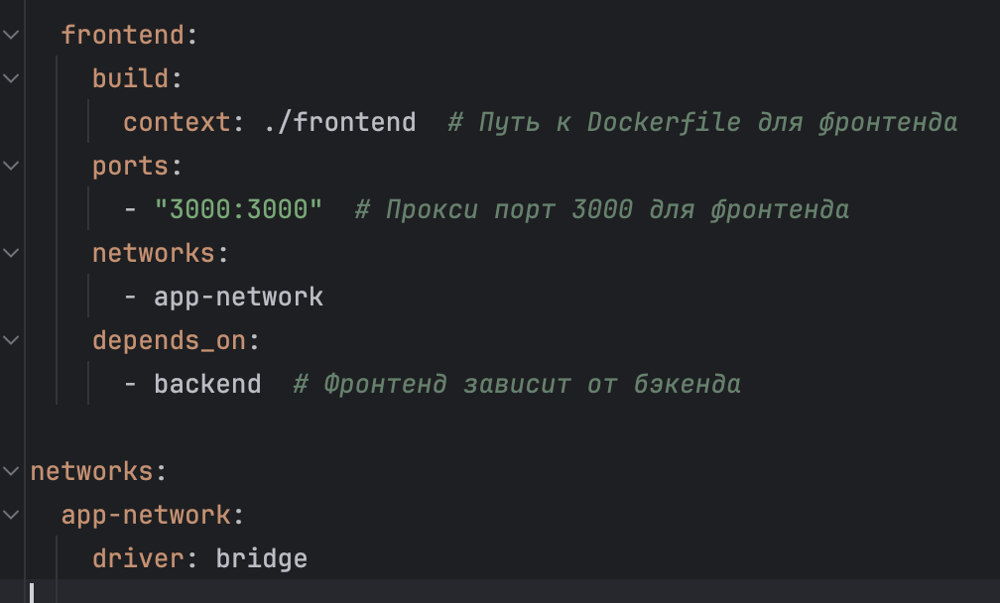 frontend:
build:
context: ./frontend  # Путь к Dockerfile для фронтенда
ports:
- "3000:3000"  # Прокси порт 3000 для фронтенда
networks:
- app-network
depends_on:
- backend  # Фронтенд зависит от бэкенда
networks:
app-network:
driver: bridge